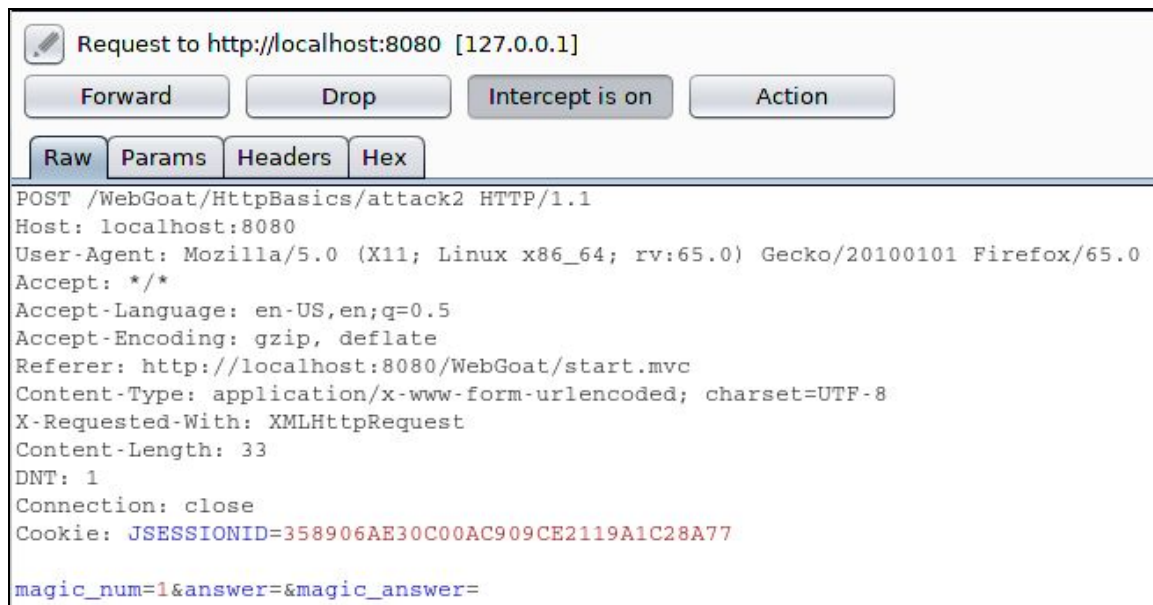 Request to http://localhost:8080 [127.0.0.1]
Forward Drop Intercept is on Action
Raw Params Headers Hex
POST /WebGoat/HttpBasics/attack2 HTTP/1.1
Host: localhost:8080
User-Agent: Mozilla/5.0 (X11; Linux x86_64; rv:65.0) Gecko/20100101 Firefox/65.0
Accept: */*
Accept-Language: en-US,en;q=0.5
Accept-Encoding: gzip, deflate
Referer: http://localhost:8080/WebGoat/start.mvc
Content-Type: application/x-www-form-urlencoded; charset=UTF-8
X-Requested-With: XMLHttpRequest
Content-Length: 33
DNT: 1
Connection: close
Cookie: JSESSIONID=358906AE30C00AC909CE2119A1C28A77
magic_num=1&answer=&magic_answer=